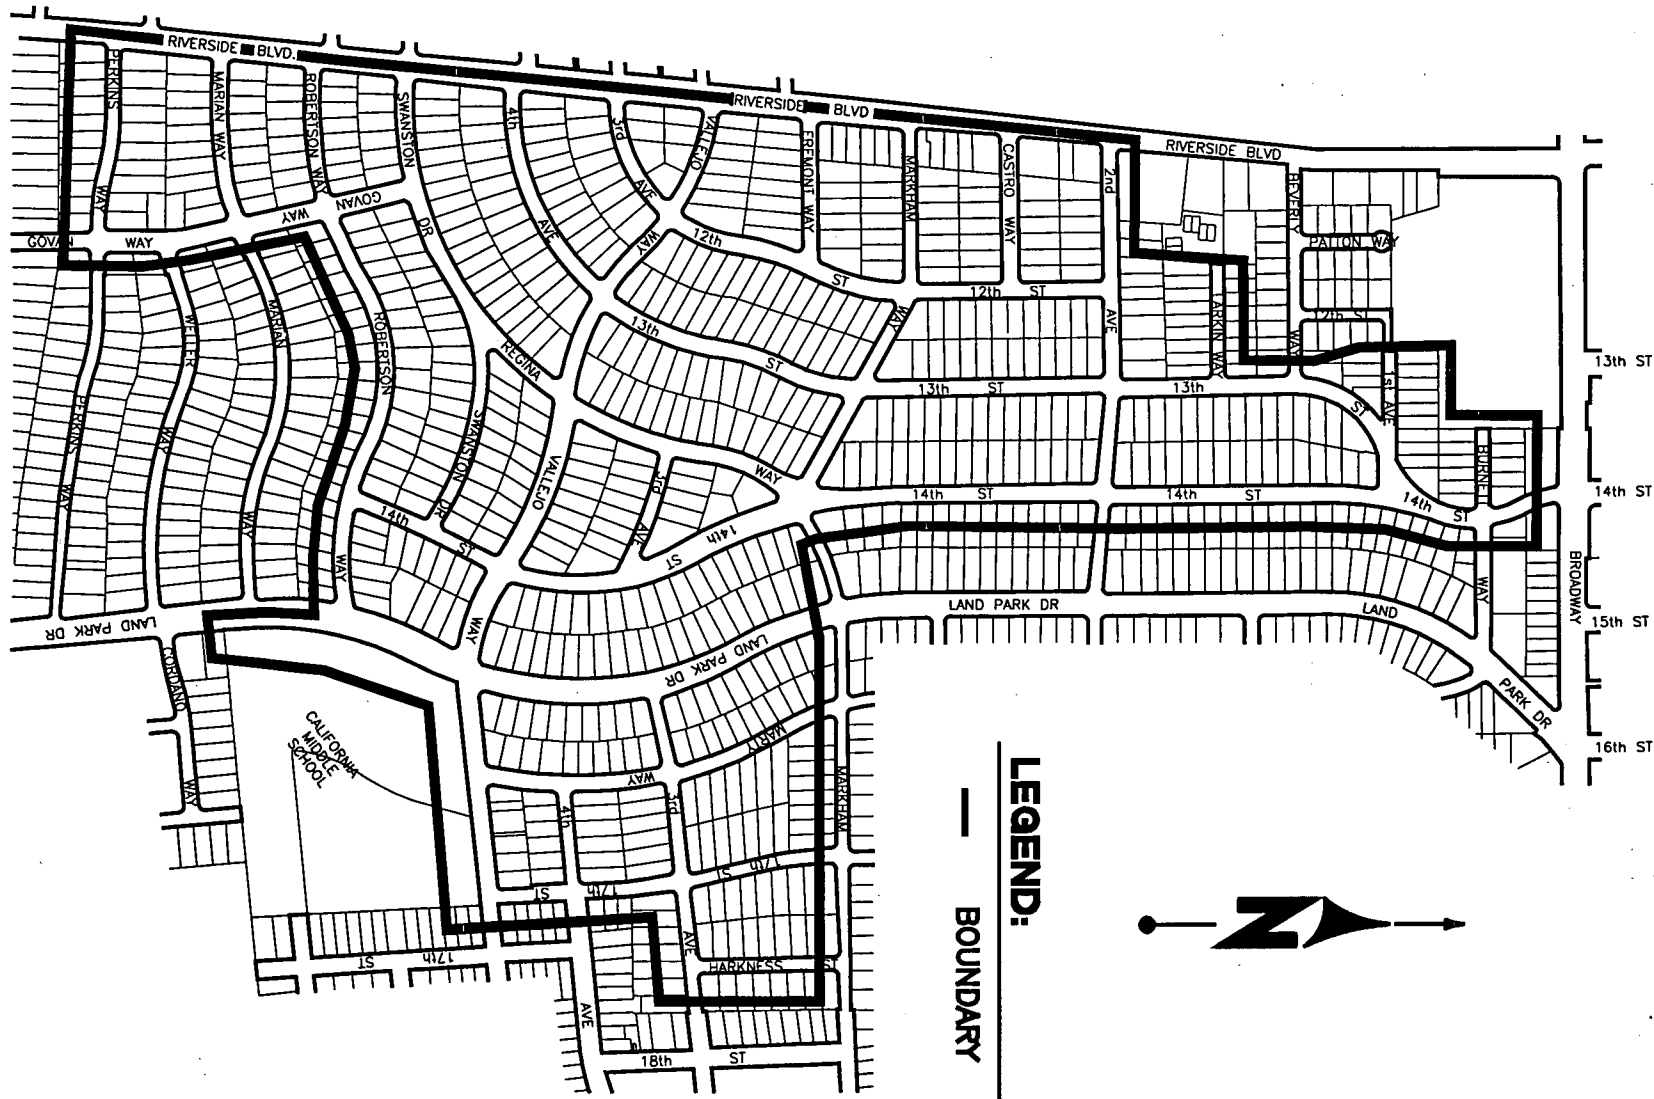 RIVERSIDE BLVD.
RIVERSIDE BLVD
RIVERSIDE BLVD
PERKINS
WAY
MARIAN WAY
ROBERTSON WAY
SWANSTON
DR
4th
AVE
3rd
AVE
VALLEJO
WAY
FREMONT WAY
MARKHAM
WAY
CASTRO WAY
2nd
AVE
BEVERLY
WAY
PATTON WAY
LARKIN WAY
GOVAN WAY
WAY
GOVAN
12th
ST
12th ST
12th ST
13th
ST
13th ST
13th
ST
1st AVE
BURNETT
WAY
13th ST
14th ST
15th ST
16th ST
BROADWAY
PERKINS
WAY
WELLER
WAY
MARIAN
WAY
ROBERTSON
WAY
REGINA
WAY
SWANSTON
DR
VALLEJO
WAY
3rd
AVE
14th
ST
14th
ST
14th ST
14th ST
14th ST
LAND PARK DR
LAND PARK DR
LAND PARK DR
LAND
PARK DR
CORDANO
WAY
CALIFORNIA
MIDDLE
SCHOOL
MARTY
WAY
MARKHAM
4th
AVE
3rd
AVE
17th
ST
17th
ST
17th
ST
HARKNESS ST
18th ST
LEGEND:
BOUNDARY
N